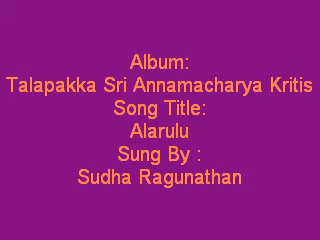 Album:
Talapakka Sri Annamacharya Kritis
Song Title:
Alarulu
Sung By :
Sudha Ragunathan